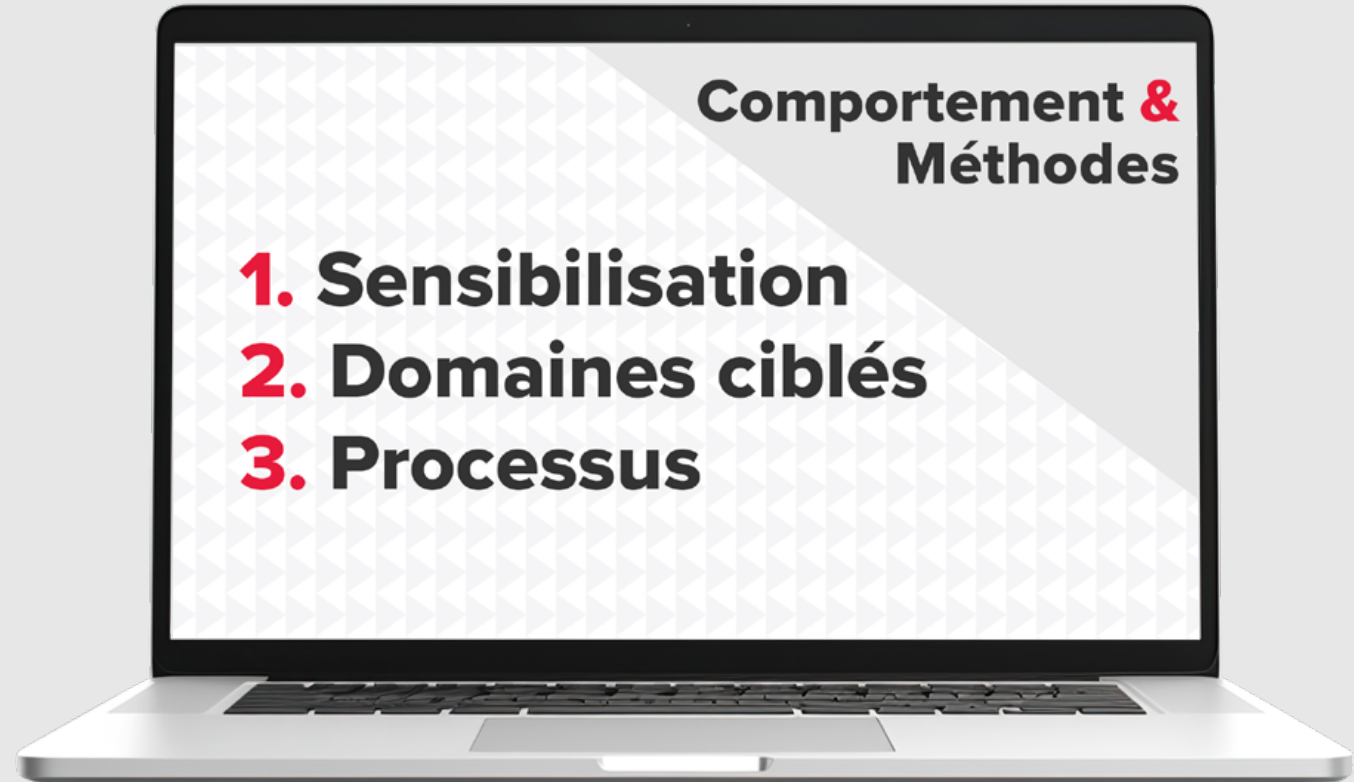 Comportement &
Méthodes
1. Sensibilisation
2. Domaines ciblés
3. Processus